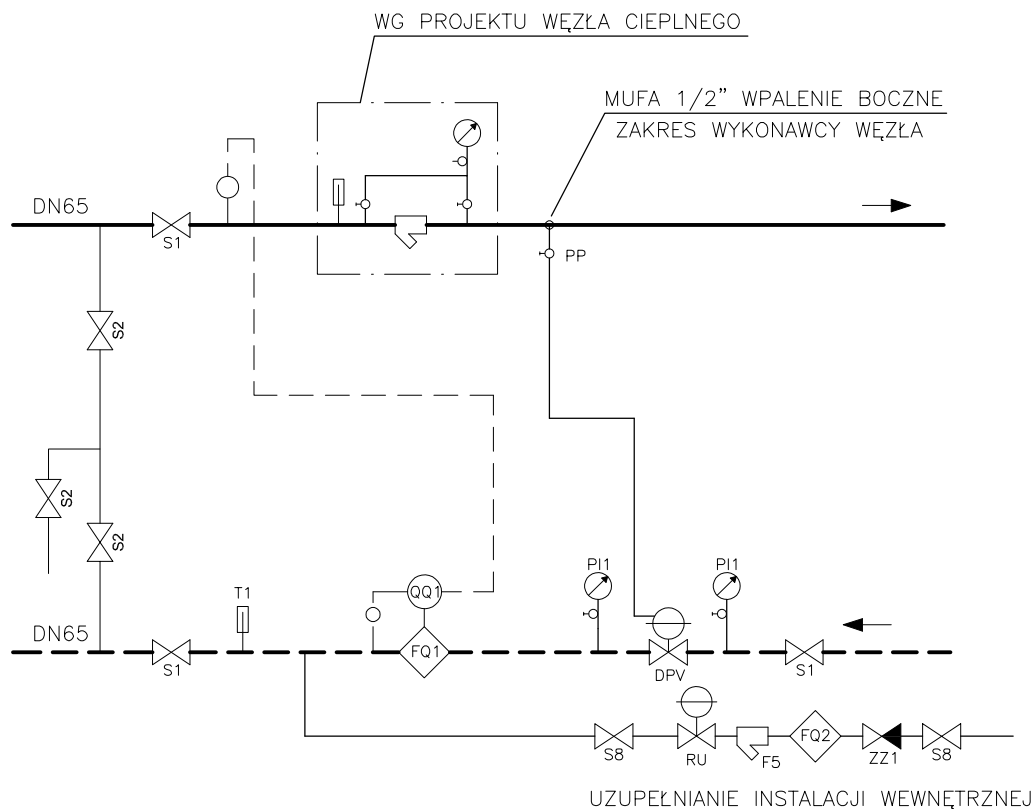 WG PROJEKTU WĘZŁA CIEPLNEGO
MUFA 1/2" WPALENIE BOCZNE
ZAKRES WYKONAWCY WĘZŁA
DN65
S1
PP
S2
S2
S2
T1
QQ1
PI1
PI1
DN65
S1
FQ1
DPV
S1
S8
RU
F5
FQ2
ZZ1
S8
UZUPEŁNIANIE INSTALACJI WEWNĘTRZNEJ